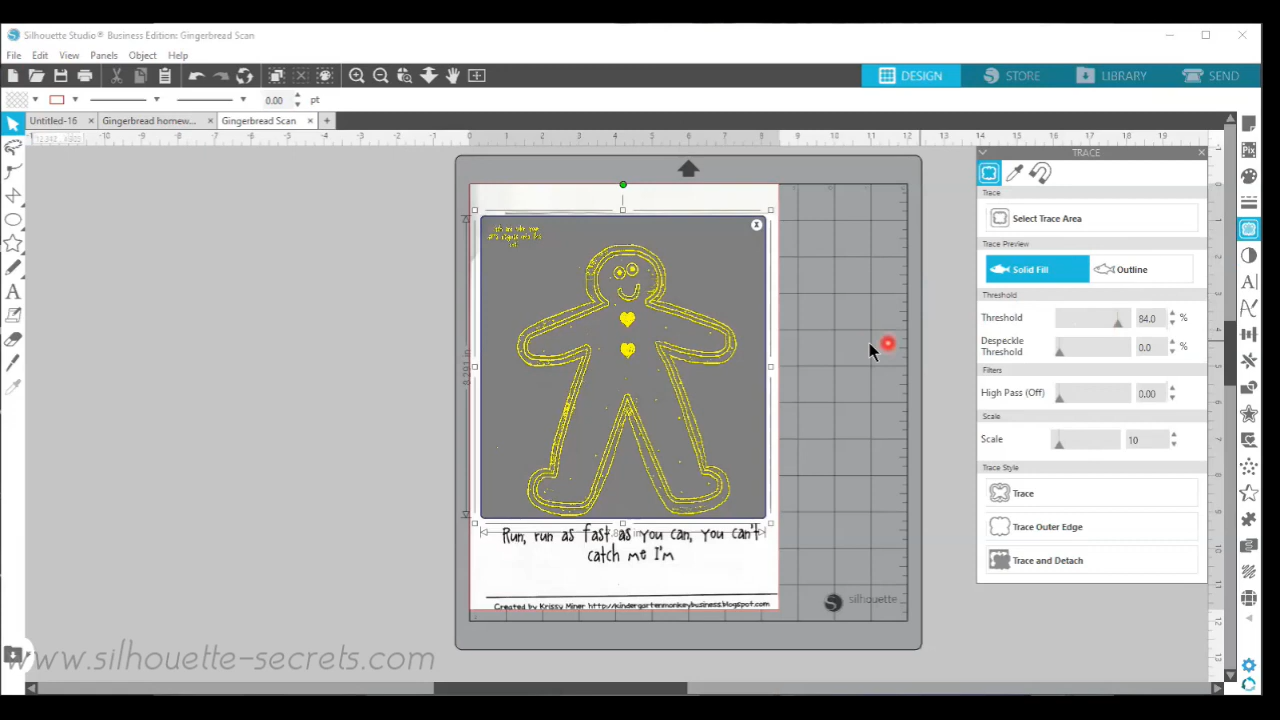 Silhouette Studio® Business Edition: Gingerbread Scan
File Edit View Panels Object Help
DESIGN STORE LIBRARY SEND
0.00 pt
Untitled-16 Gingerbread homew... Gingerbread Scan
TRACE
Trace
Select Trace Area
Trace Preview
Solid Fill Outline
Threshold
Threshold 84.0 %
Despeckle Threshold 0.0 %
Filters
High Pass (Off) 0.00
Scale
Scale 10
Trace Style
Trace
Trace Outer Edge
Trace and Detach
Run, run as fast as you can, you can't
catch me I'm
silhouette
Created by Krissy Miner http://kindergartenmonkeybusiness.blogspot.com
www.silhouette-secrets.com